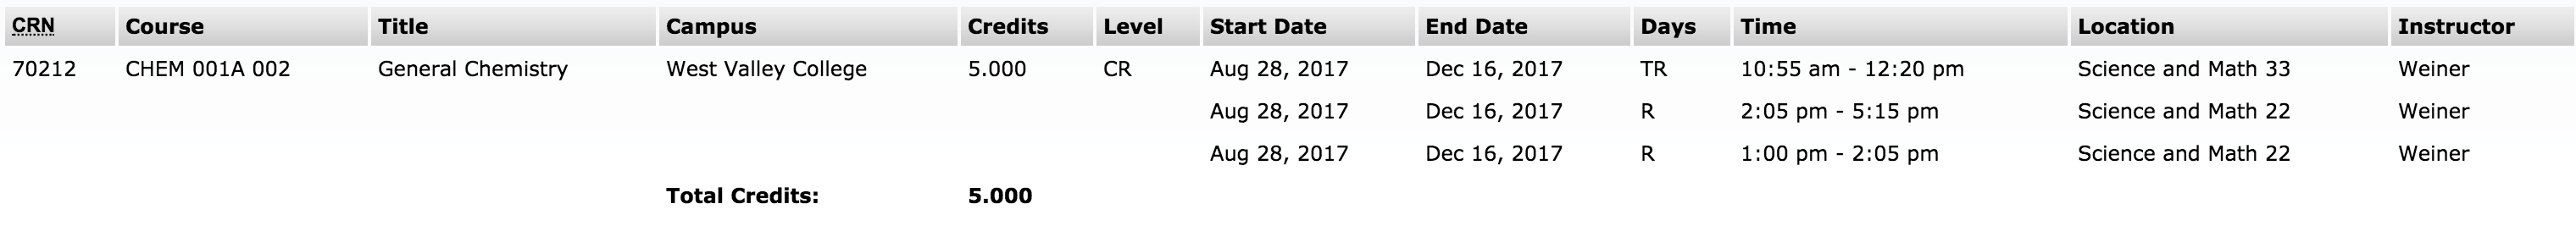 CRN Course Title Campus Credits Level Start Date End Date Days Time Location Instructor
70212 CHEM 001A 002 General Chemistry West Valley College 5.000 CR Aug 28, 2017 Dec 16, 2017 TR 10:55 am - 12:20 pm Science and Math 33 Weiner
Aug 28, 2017 Dec 16, 2017 R 2:05 pm - 5:15 pm Science and Math 22 Weiner
Aug 28, 2017 Dec 16, 2017 R 1:00 pm - 2:05 pm Science and Math 22 Weiner
Total Credits: 5.000